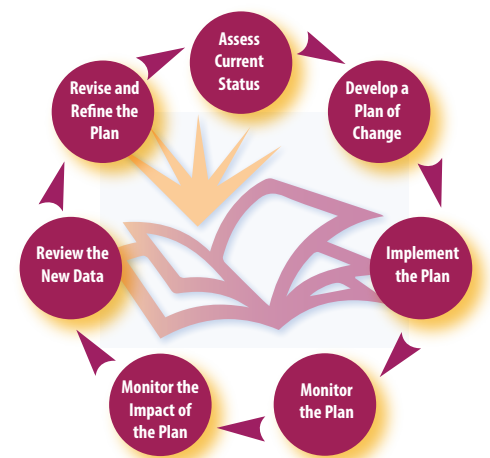 Assess
Current
Status
Develop a
Plan of
Change
Implement
the Plan
Monitor
the Plan
Monitor the
Impact of
the Plan
Review the
New Data
Revise and
Refine the
Plan